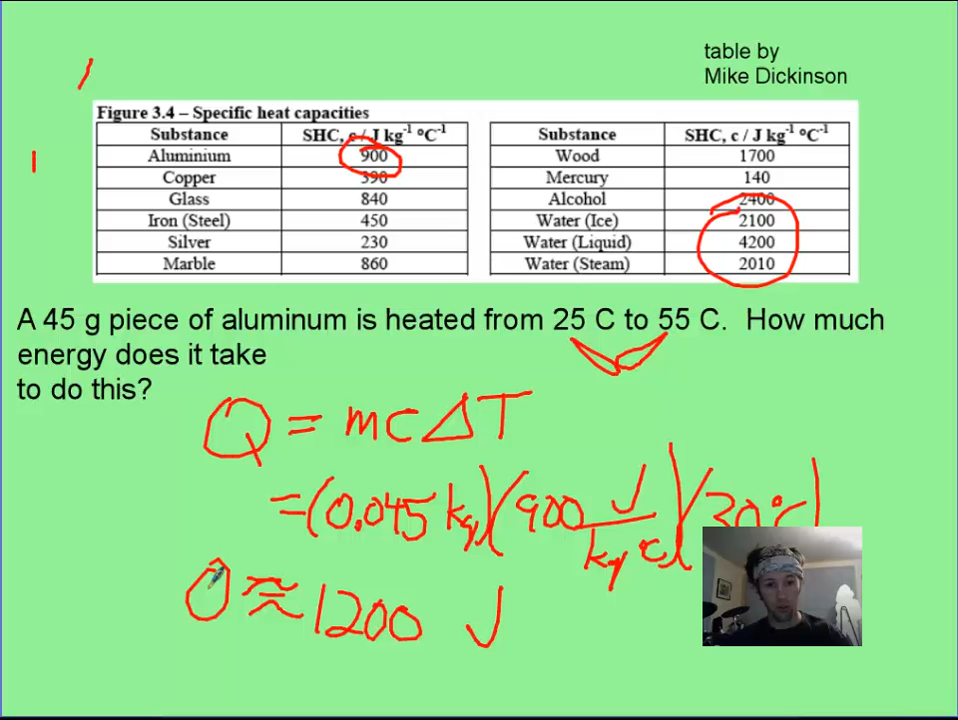 table by
Mike Dickinson
Figure 3.4 – Specific heat capacities
Substance SHC, c / J kg⁻¹ °C⁻¹ Substance SHC, c / J kg⁻¹ °C⁻¹
Aluminium 900 Wood 1700
Copper 390 Mercury 140
Glass 840 Alcohol 2400
Iron (Steel) 450 Water (Ice) 2100
Silver 230 Water (Liquid) 4200
Marble 860 Water (Steam) 2010
A 45 g piece of aluminum is heated from 25 C to 55 C. How much
energy does it take
to do this?
Q = mcΔT
= (0.045 kg)(900 J/kg °C)(30 °C)
Q ≈ 1200 J